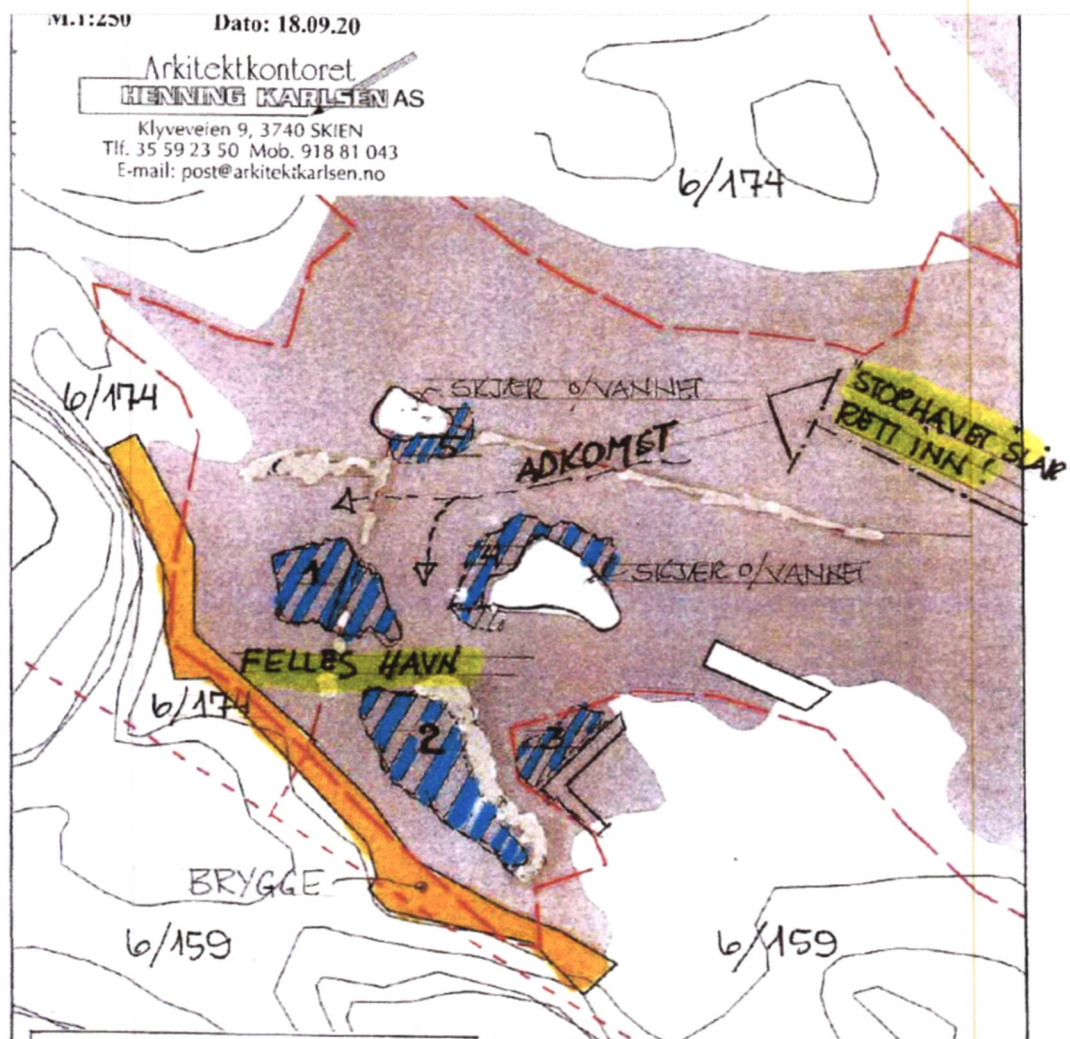 M.1:250
Dato: 18.09.20
Arkitektkontoret
HENNING KARLSEN AS
Klyveveien 9, 3740 SKIEN
Tlf. 35 59 23 50 Mob. 918 81 043
E-mail: post@arkitektkarlsen.no
6/174
6/174
SKJÆR O/VANNET
"STORHAVET SLÅR
RETT INN!
5
ADKOMST
1
4
SKJÆR O/VANNET
FELLES HAVN
6/174
2
3
BRYGGE
6/159
6/159